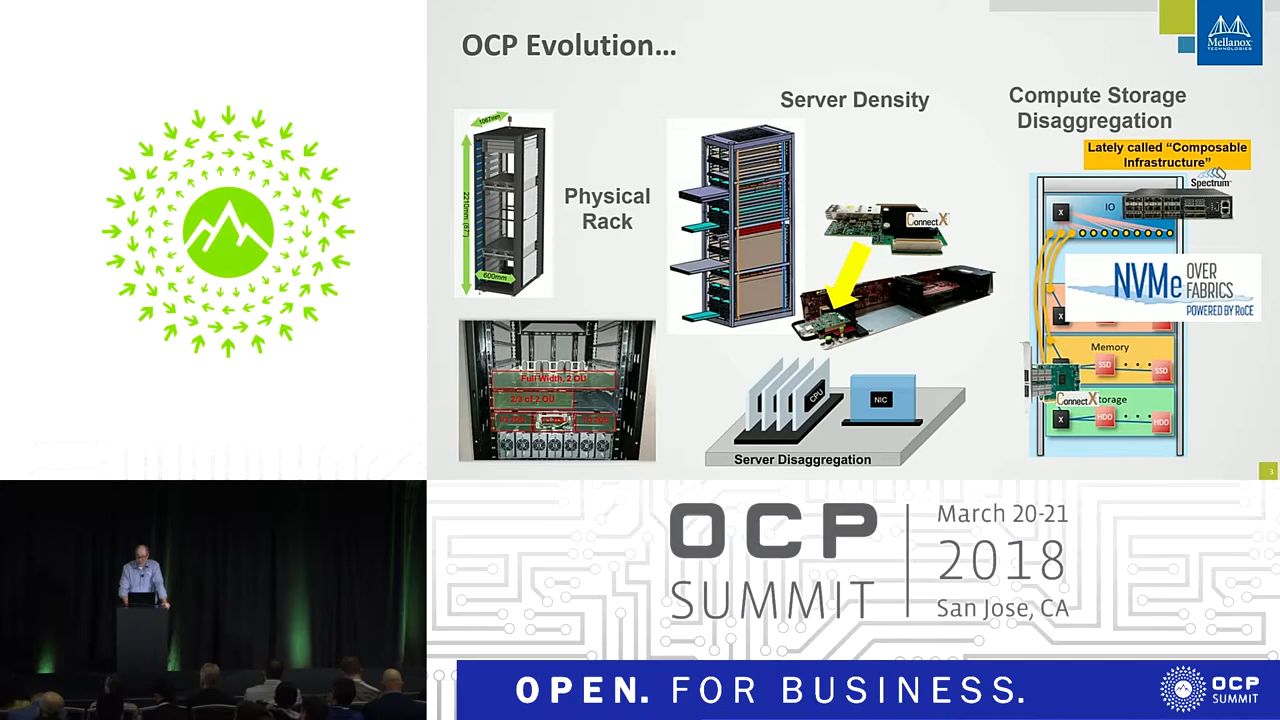 OCP Evolution...
Mellanox
TECHNOLOGIES
1067mm
2210mm (87")
600mm
Physical
Rack
Full Width, 2 OU
2/3 of 2 OU
Server Density
ConnectX
CPU
NIC
Server Disaggregation
Compute Storage
Disaggregation
Lately called “Composable
Infrastructure”
Spectrum
X
IO
NVMe OVER
FABRICS
POWERED BY RoCE
X
Memory
SSD
SSD
ConnectX
torage
X
HDD
HDD
3
OCP
SUMMIT
March 20-21
2018
San Jose, CA
OPEN. FOR BUSINESS.
OCP
SUMMIT